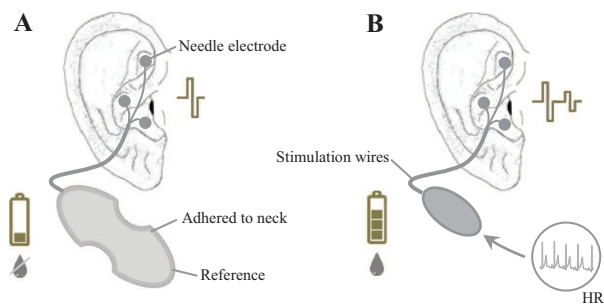 A
Needle electrode
Adhered to neck
Reference
B
Stimulation wires
HR